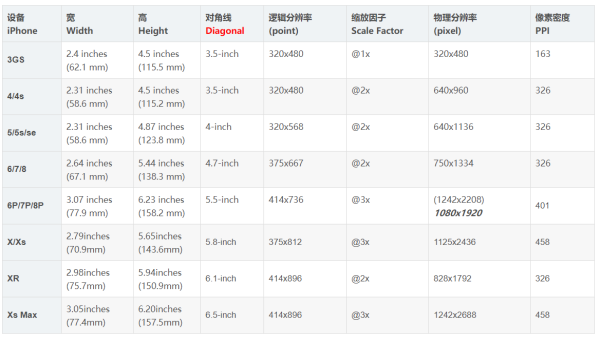 设备 宽 高 对角线 逻辑分辨率 缩放因子 物理分辨率 像素密度
iPhone Width Height Diagonal (point) Scale Factor (pixel) PPI
3GS 2.4 inches 4.5 inches 3.5-inch 320x480 @1x 320x480 163
(62.1 mm) (115.5 mm)
4/4s 2.31 inches 4.5 inches 3.5-inch 320x480 @2x 640x960 326
(58.6 mm) (115.2 mm)
5/5s/se 2.31 inches 4.87 inches 4-inch 320x568 @2x 640x1136 326
(58.6 mm) (123.8 mm)
6/7/8 2.64 inches 5.44 inches 4.7-inch 375x667 @2x 750x1334 326
(67.1 mm) (138.3 mm)
6P/7P/8P 3.07 inches 6.23 inches 5.5-inch 414x736 @3x (1242x2208) 401
(77.9 mm) (158.2 mm) 1080x1920
X/Xs 2.79inches 5.65inches 5.8-inch 375x812 @3x 1125x2436 458
(70.9mm) (143.6mm)
XR 2.98inches 5.94inches 6.1-inch 414x896 @2x 828x1792 326
(75.7mm) (150.9mm)
Xs Max 3.05inches 6.20inches 6.5-inch 414x896 @3x 1242x2688 458
(77.4mm) (157.5mm)